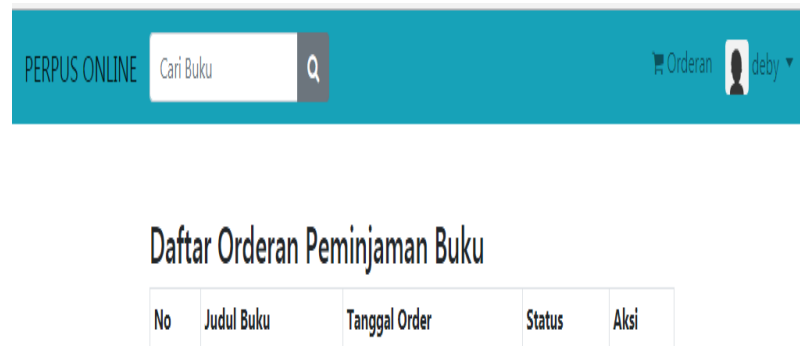 PERPUS ONLINE Cari Buku Orderan deby
Daftar Orderan Peminjaman Buku
No Judul Buku Tanggal Order Status Aksi